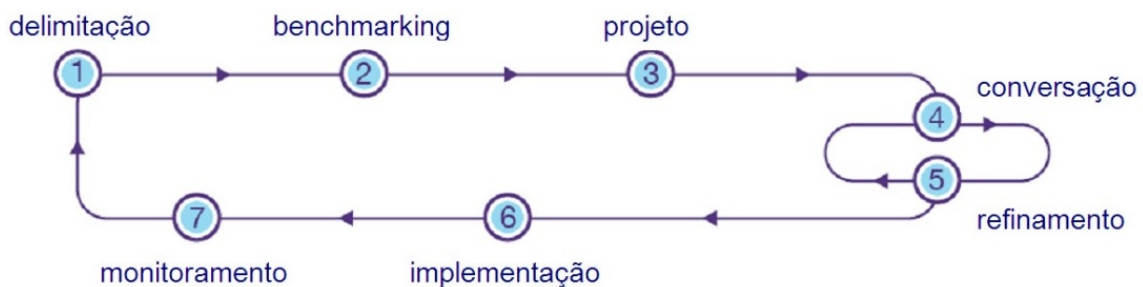 delimitação
benchmarking
projeto
1
2
3
conversação
4
5
refinamento
7
6
monitoramento
implementação